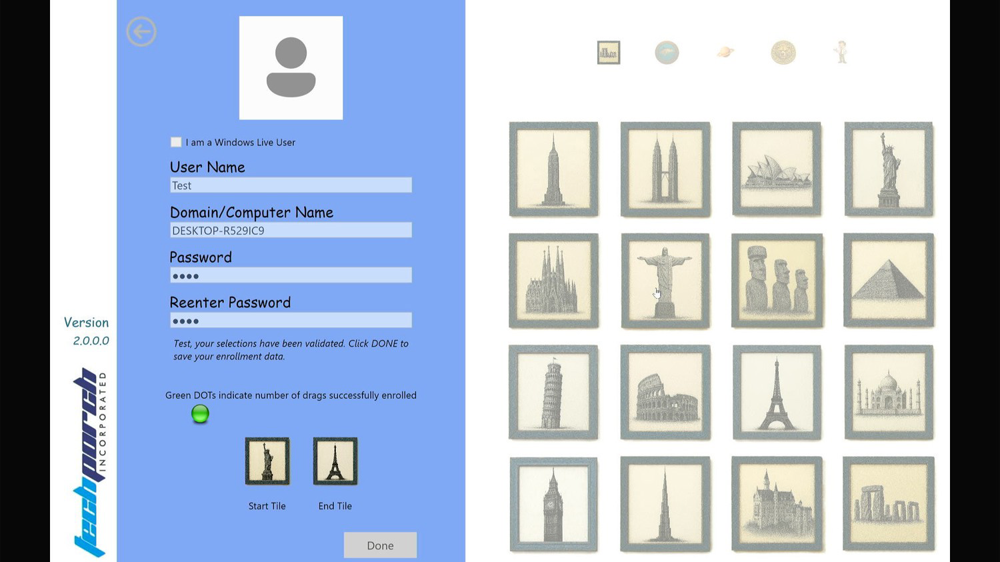 I am a Windows Live User
User Name
Test
Domain/Computer Name
DESKTOP-R529IC9
Password
Reenter Password
Test, your selections have been validated. Click DONE to
save your enrollment data.
Green DOTs indicate number of drags successfully enrolled
Start Tile
End Tile
Done
Version
2.0.0.0
techporch
INCORPORATED